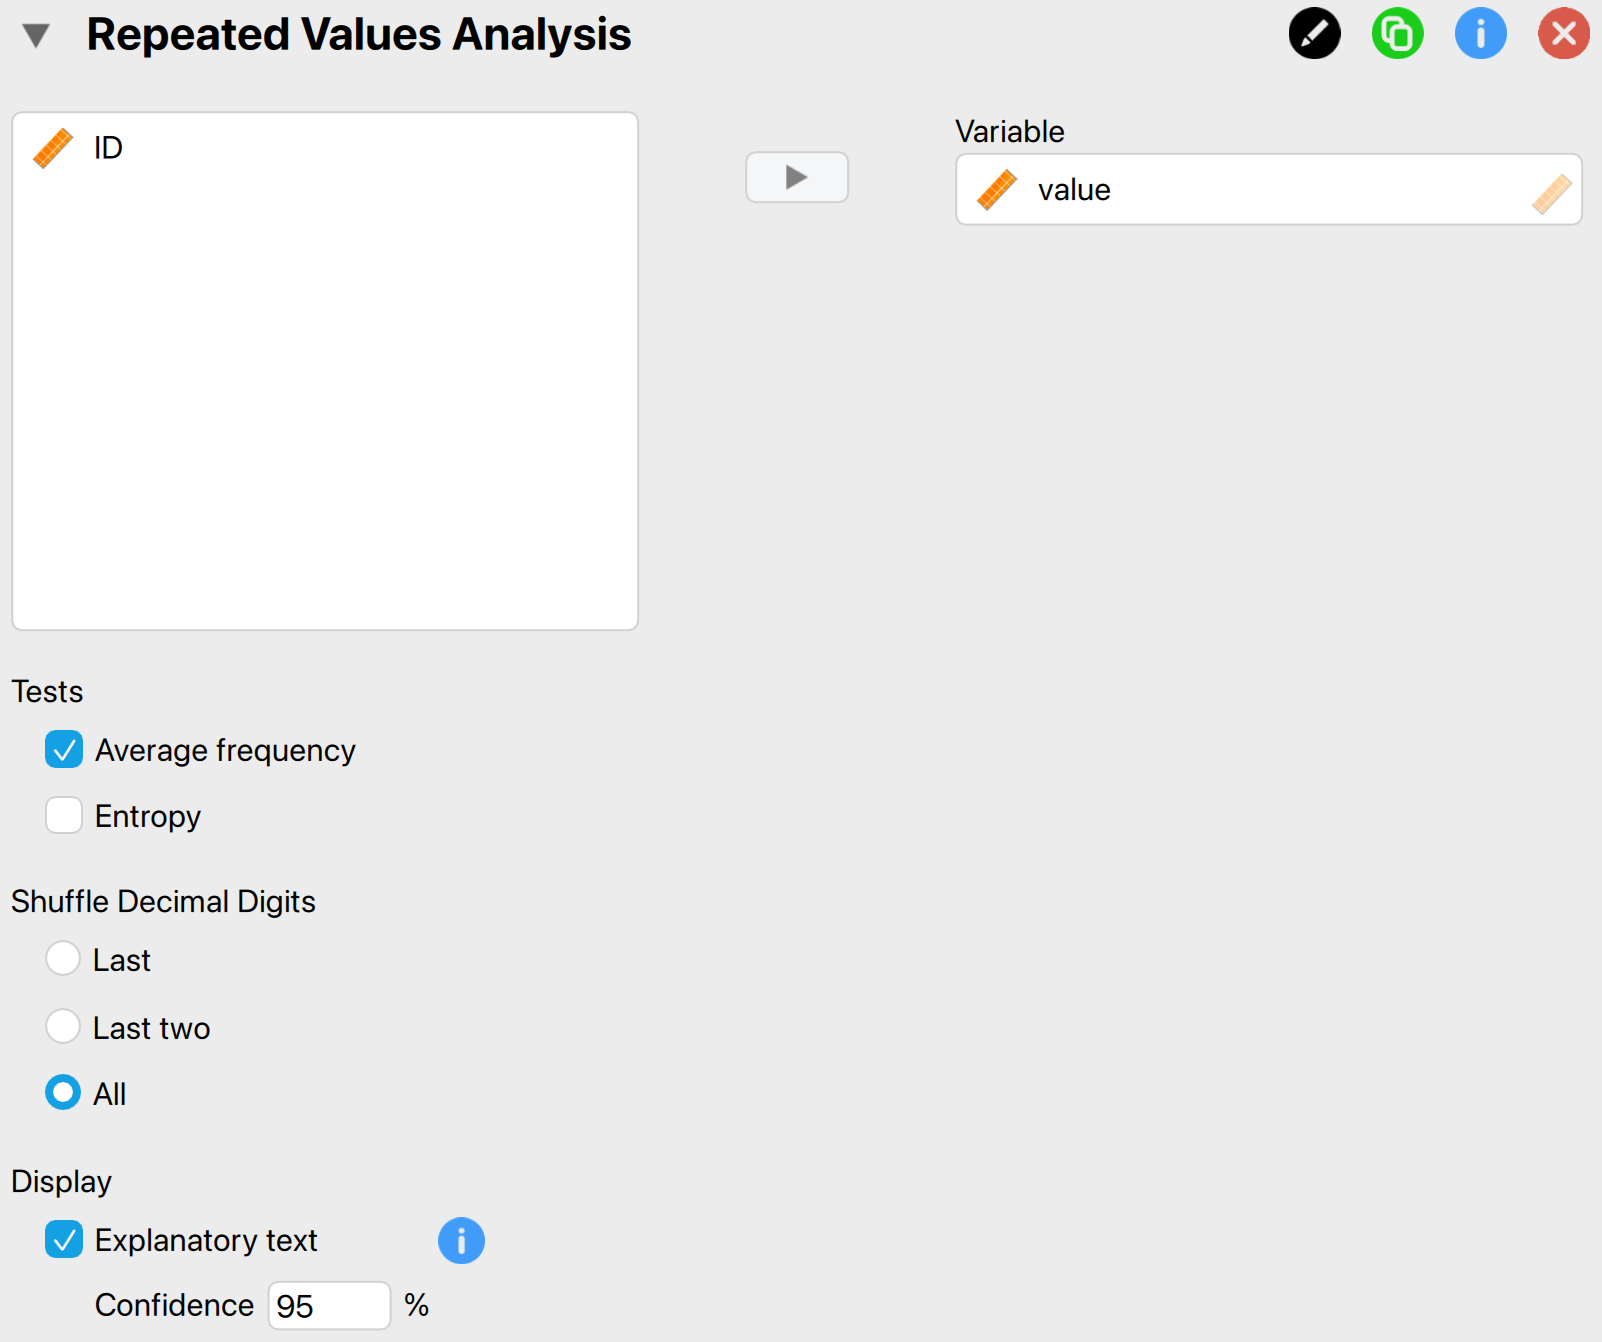 Repeated Values Analysis
ID
Variable
value
Tests
Average frequency
Entropy
Shuffle Decimal Digits
Last
Last two
All
Display
Explanatory text
Confidence 95 %